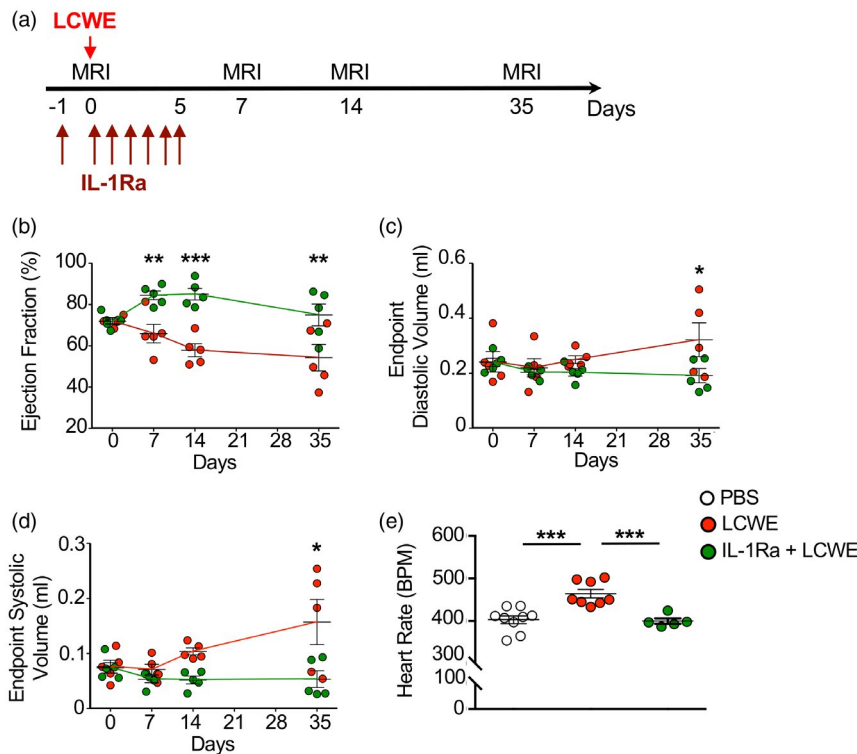 (a)
LCWE
MRI MRI MRI MRI
-1 0 5 7 14 35 Days
IL-1Ra
(b)
Ejection Fraction (%)
100
80
60
40
20
** *** **
0 7 14 21 28 35
Days
(c)
Endpoint
Diastolic Volume (ml)
0.6
0.4
0.2
0
*
0 7 14 21 28 35
Days
(d)
Endpoint Systolic
Volume (ml)
0.3
0.2
0.1
0
*
0 7 14 21 28 35
Days
(e)
Heart Rate (BPM)
600
500
400
300
100
0
*** ***
PBS
LCWE
IL-1Ra + LCWE